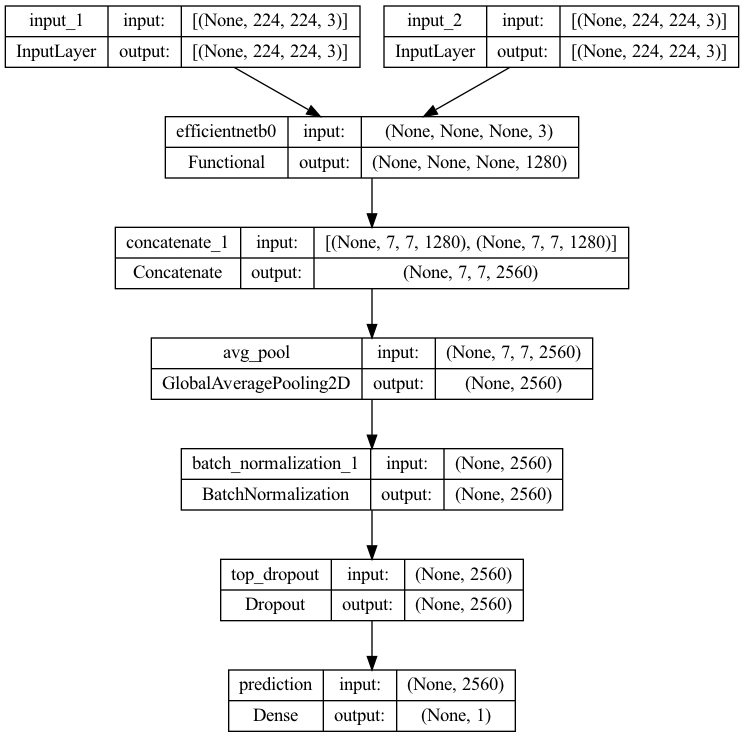 input_1 input: [(None, 224, 224, 3)]
InputLayer output: [(None, 224, 224, 3)]
input_2 input: [(None, 224, 224, 3)]
InputLayer output: [(None, 224, 224, 3)]
efficientnetb0 input: (None, None, None, 3)
Functional output: (None, None, None, 1280)
concatenate_1 input: [(None, 7, 7, 1280), (None, 7, 7, 1280)]
Concatenate output: (None, 7, 7, 2560)
avg_pool input: (None, 7, 7, 2560)
GlobalAveragePooling2D output: (None, 2560)
batch_normalization_1 input: (None, 2560)
BatchNormalization output: (None, 2560)
top_dropout input: (None, 2560)
Dropout output: (None, 2560)
prediction input: (None, 2560)
Dense output: (None, 1)